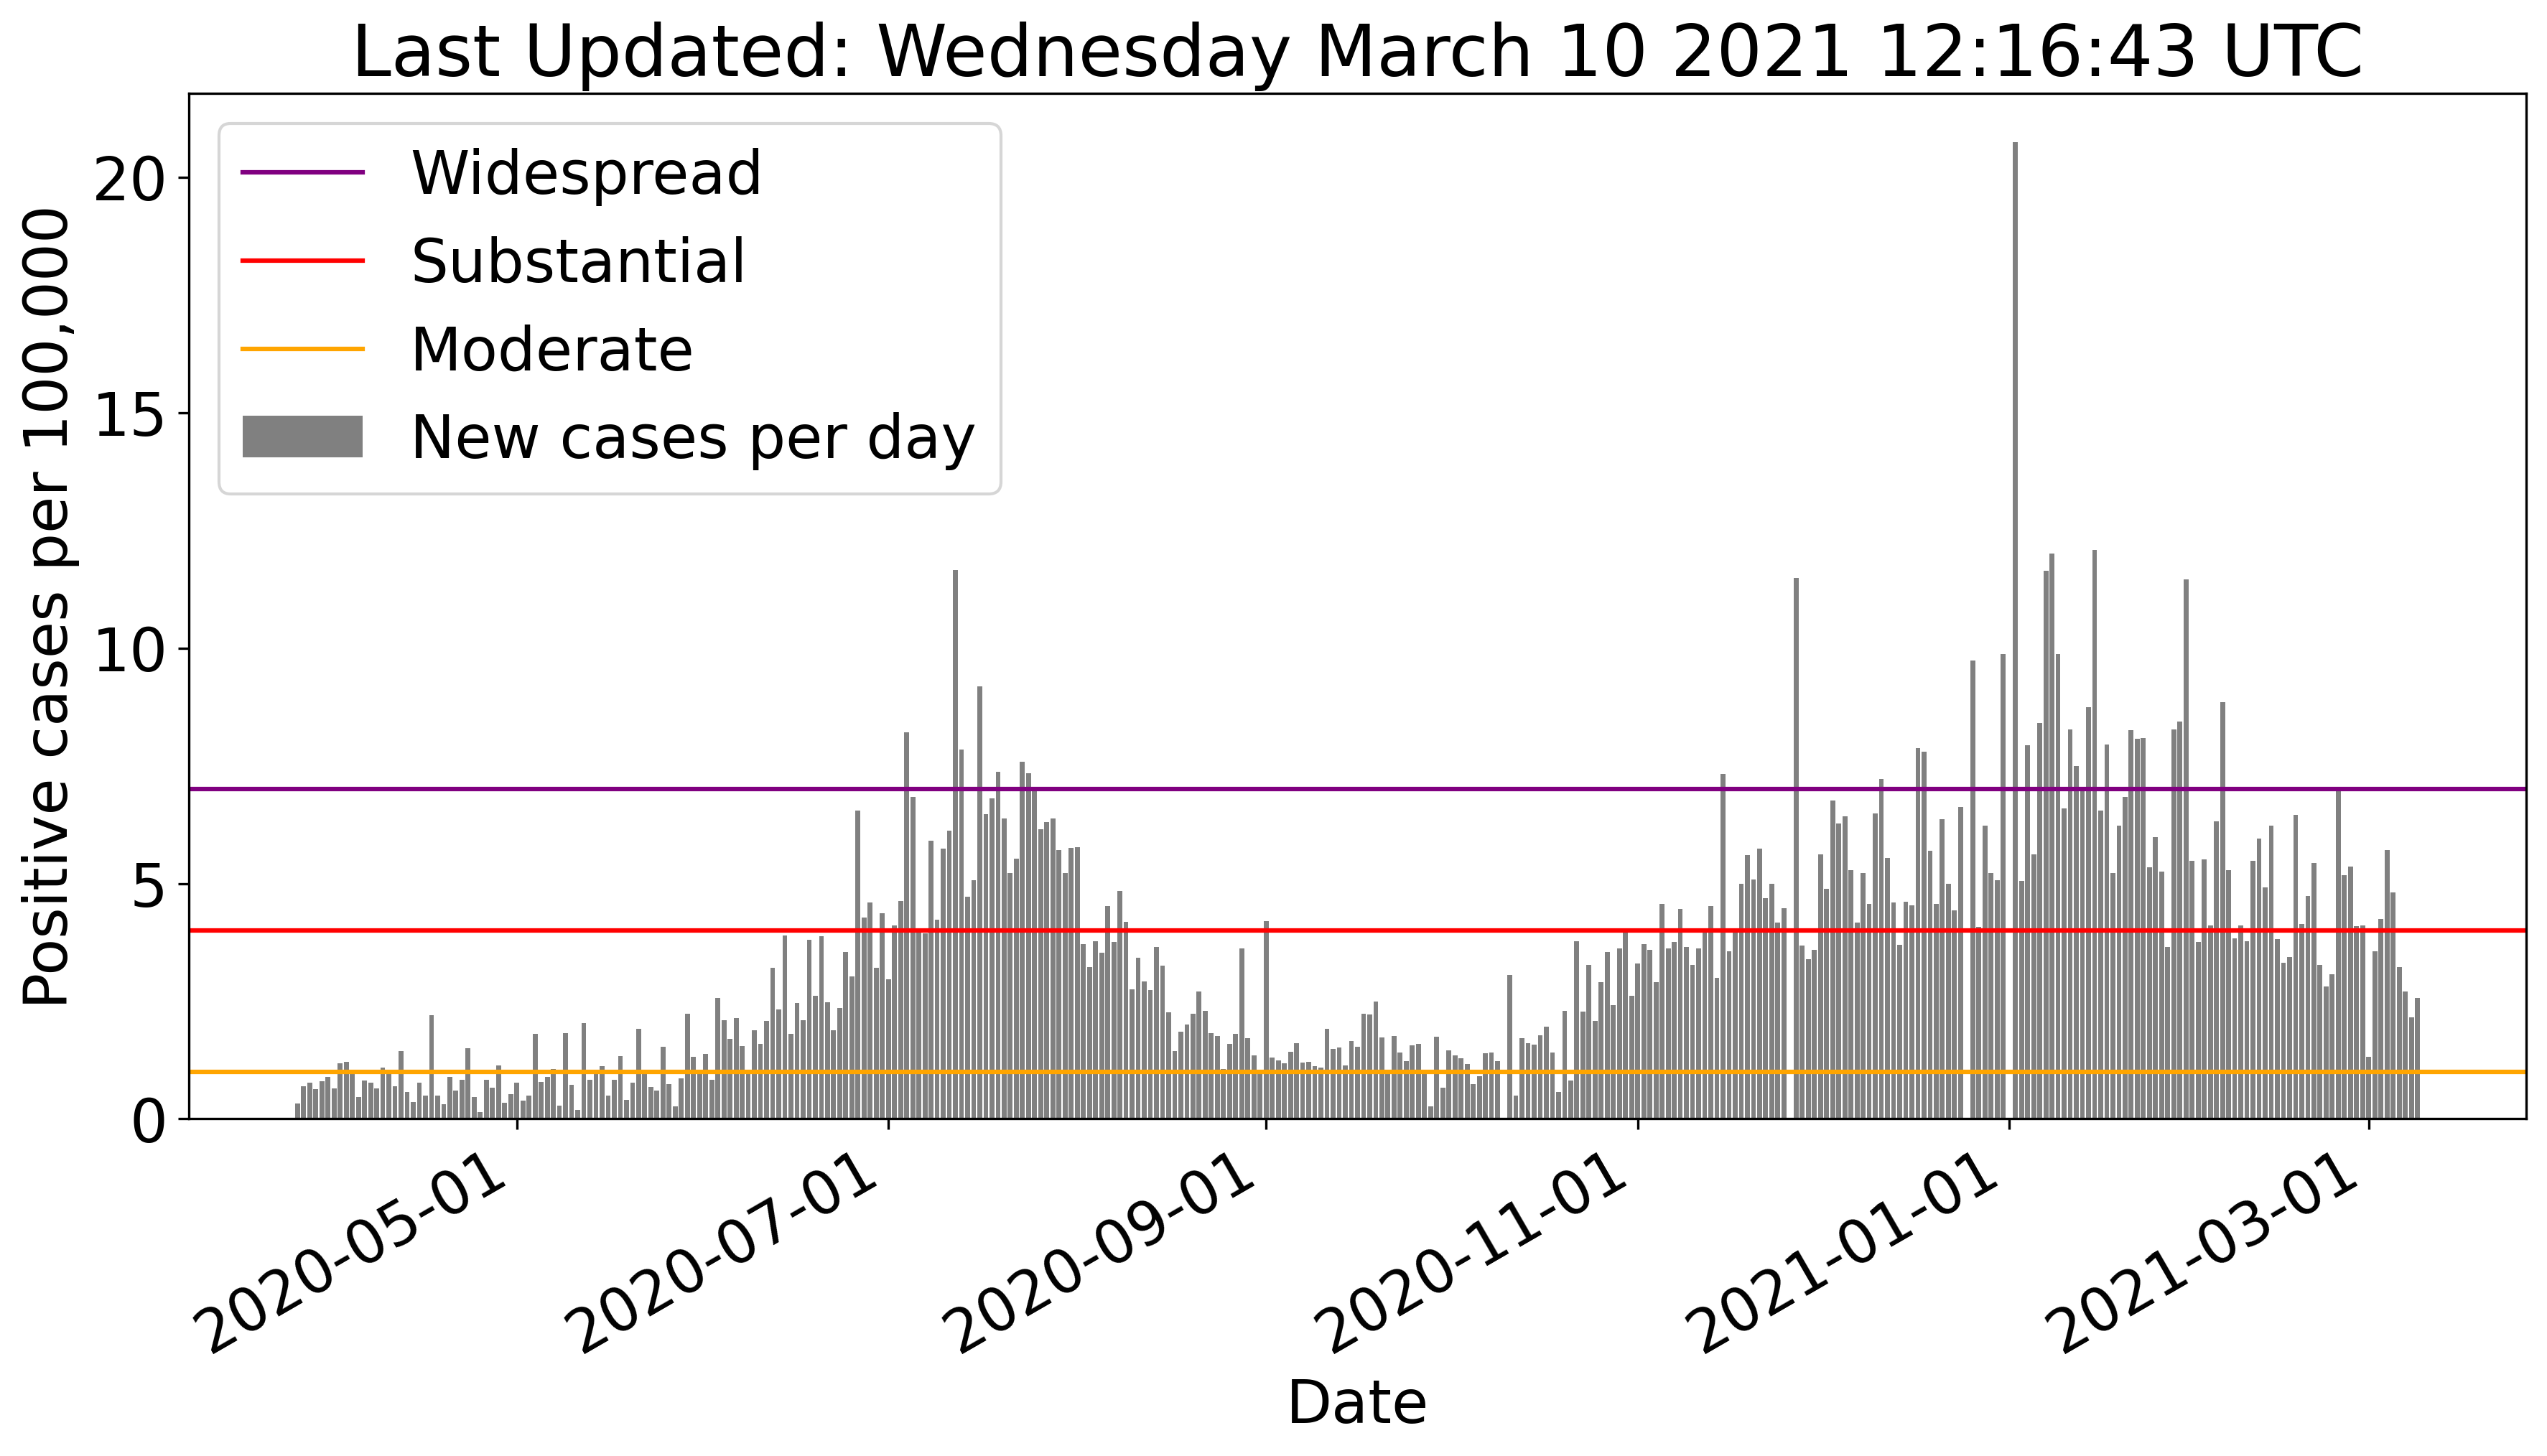 Last Updated: Wednesday March 10 2021 12:16:43 UTC
Widespread
Substantial
Moderate
New cases per day
Positive cases per 100,000
20
15
10
5
0
2020-05-01
2020-07-01
2020-09-01
2020-11-01
2021-01-01
2021-03-01
Date